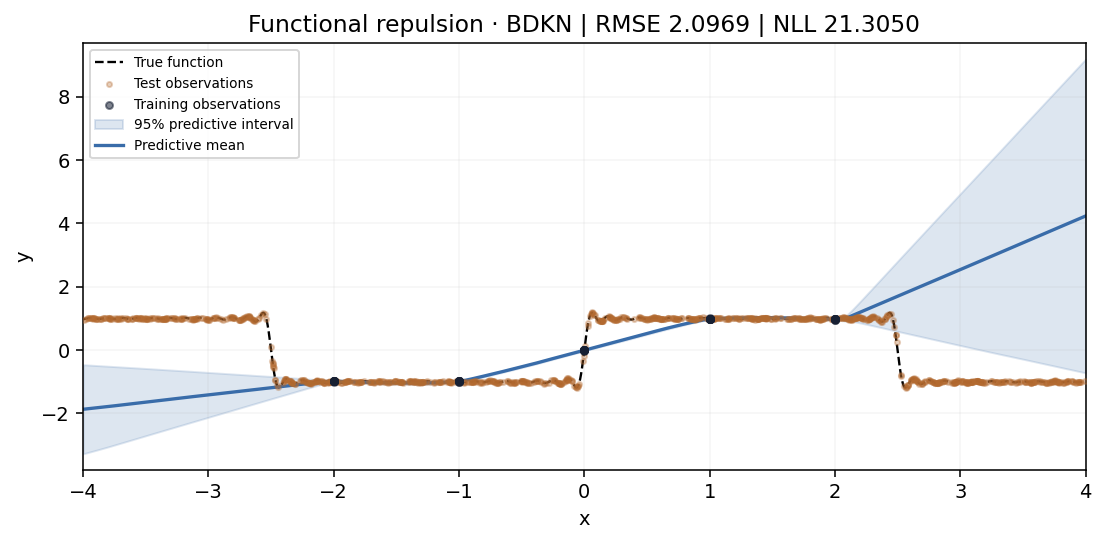 Functional repulsion · BDKN | RMSE 2.0969 | NLL 21.3050
True function
Test observations
Training observations
95% predictive interval
Predictive mean
y
8
6
4
2
0
−2
−4 −3 −2 −1 0 1 2 3 4
x